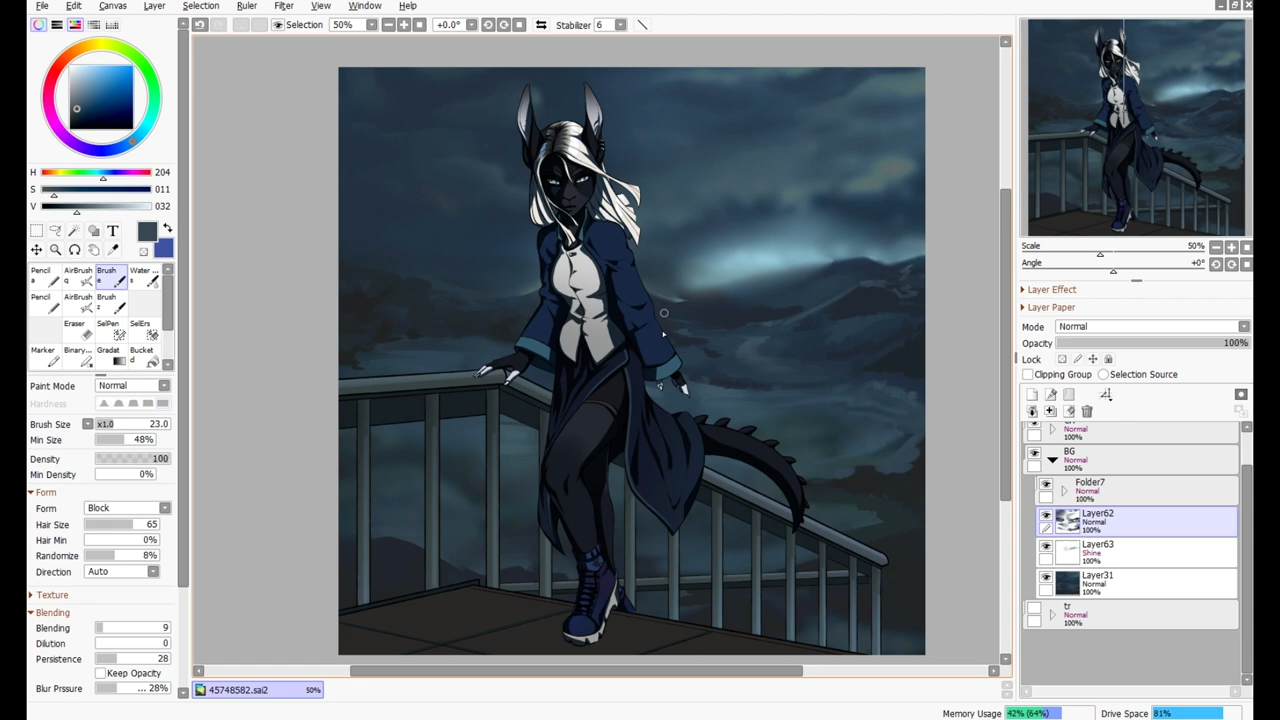 File Edit Canvas Layer Selection Ruler Filter View Window Help
Selection 50% +0.0° Stabilizer 6
H 204
S 011
V 032
T
Pencil a AirBrush q Brush e Water ... s
Pencil AirBrush Brush z
Eraser SelPen SelErs
Marker Binary... Gradat Bucket d
Paint Mode Normal
Hardness
Brush Size x1.0 23.0
Min Size 48%
Density 100
Min Density 0%
Form
Form Block
Hair Size 65
Hair Min 0%
Randomize 8%
Direction Auto
Texture
Blending
Blending 9
Dilution 0
Persistence 28
Keep Opacity
Blur Prssure ... 28%
45748582.sai2 50%
Scale 50%
Angle +0°
Layer Effect
Layer Paper
Mode Normal
Opacity 100%
Lock
Clipping Group Selection Source
Normal
100%
BG
Normal
100%
Folder7
Normal
100%
Layer62
Normal
100%
Layer63
Shine
100%
Layer31
Normal
100%
tr
Normal
100%
Memory Usage 42% (64%) Drive Space 81%